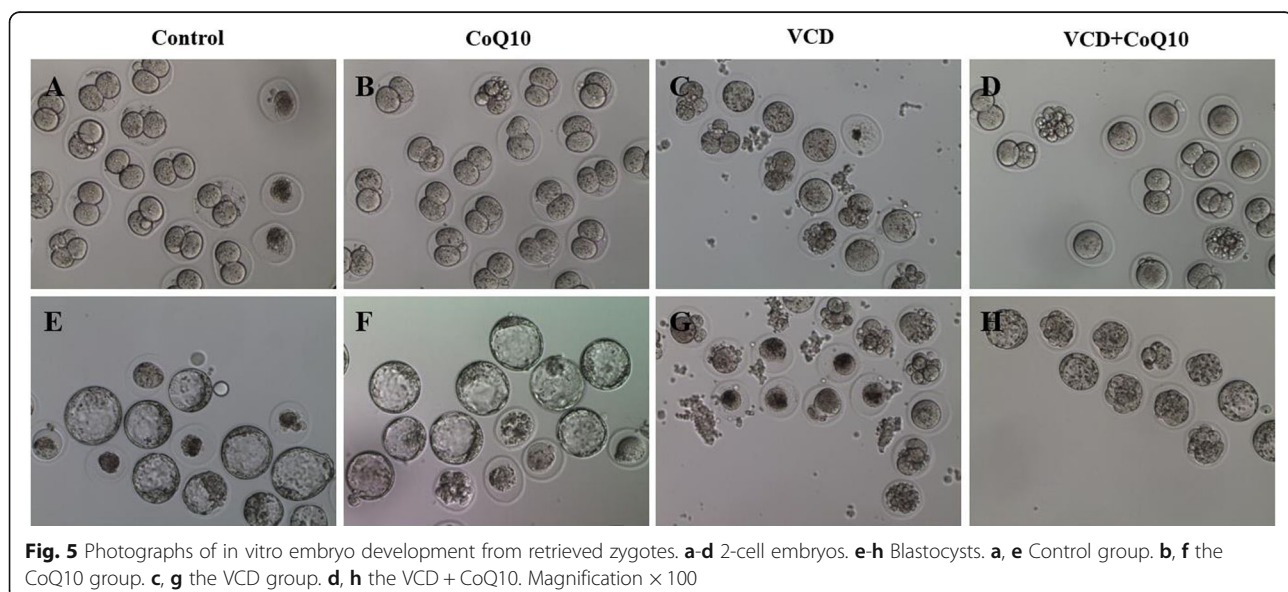 Control CoQ10 VCD VCD+CoQ10
A B C D
E F G H
Fig. 5 Photographs of in vitro embryo development from retrieved zygotes. a-d 2-cell embryos. e-h Blastocysts. a, e Control group. b, f the
CoQ10 group. c, g the VCD group. d, h the VCD + CoQ10. Magnification × 100